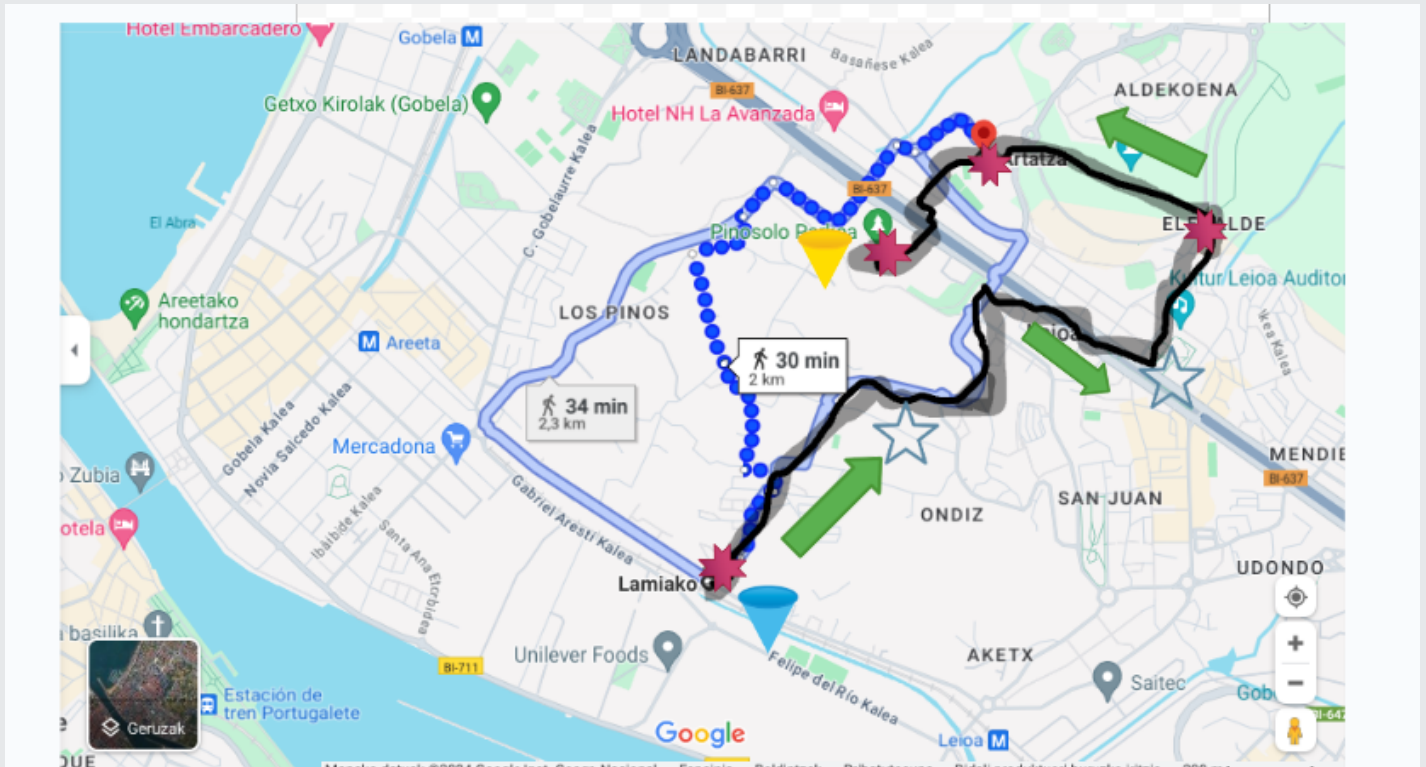 Hotel Embarcadero
Gobela M
LANDABARRI
Basañese Kalea
BI-637
ALDEKOENA
Getxo Kirolak (Gobela)
Hotel NH La Avanzada
C. Gobelaurre Kalea
BI-637
El Abra
Pinosolo
Kultur Leioa Auditor
Areetako
hondartza
LOS PINOS
M Areeta
30 min
2 km
34 min
2,3 km
Gobela Kalea
Novia Salcedo Kalea
Mercadona
Zubia
MENDIE
BI-637
SAN JUAN
otela
Ibaibide Kalea
Santa Ana Etorbidea
Gabriel Aresti Kalea
ONDIZ
Lamiako
UDONDO
a basilika
Unilever Foods
AKETX
BI-711
Felipe del Río Kalea
Saitec
Estación de
tren Portugalete
Geruzak
Google
Leioa M